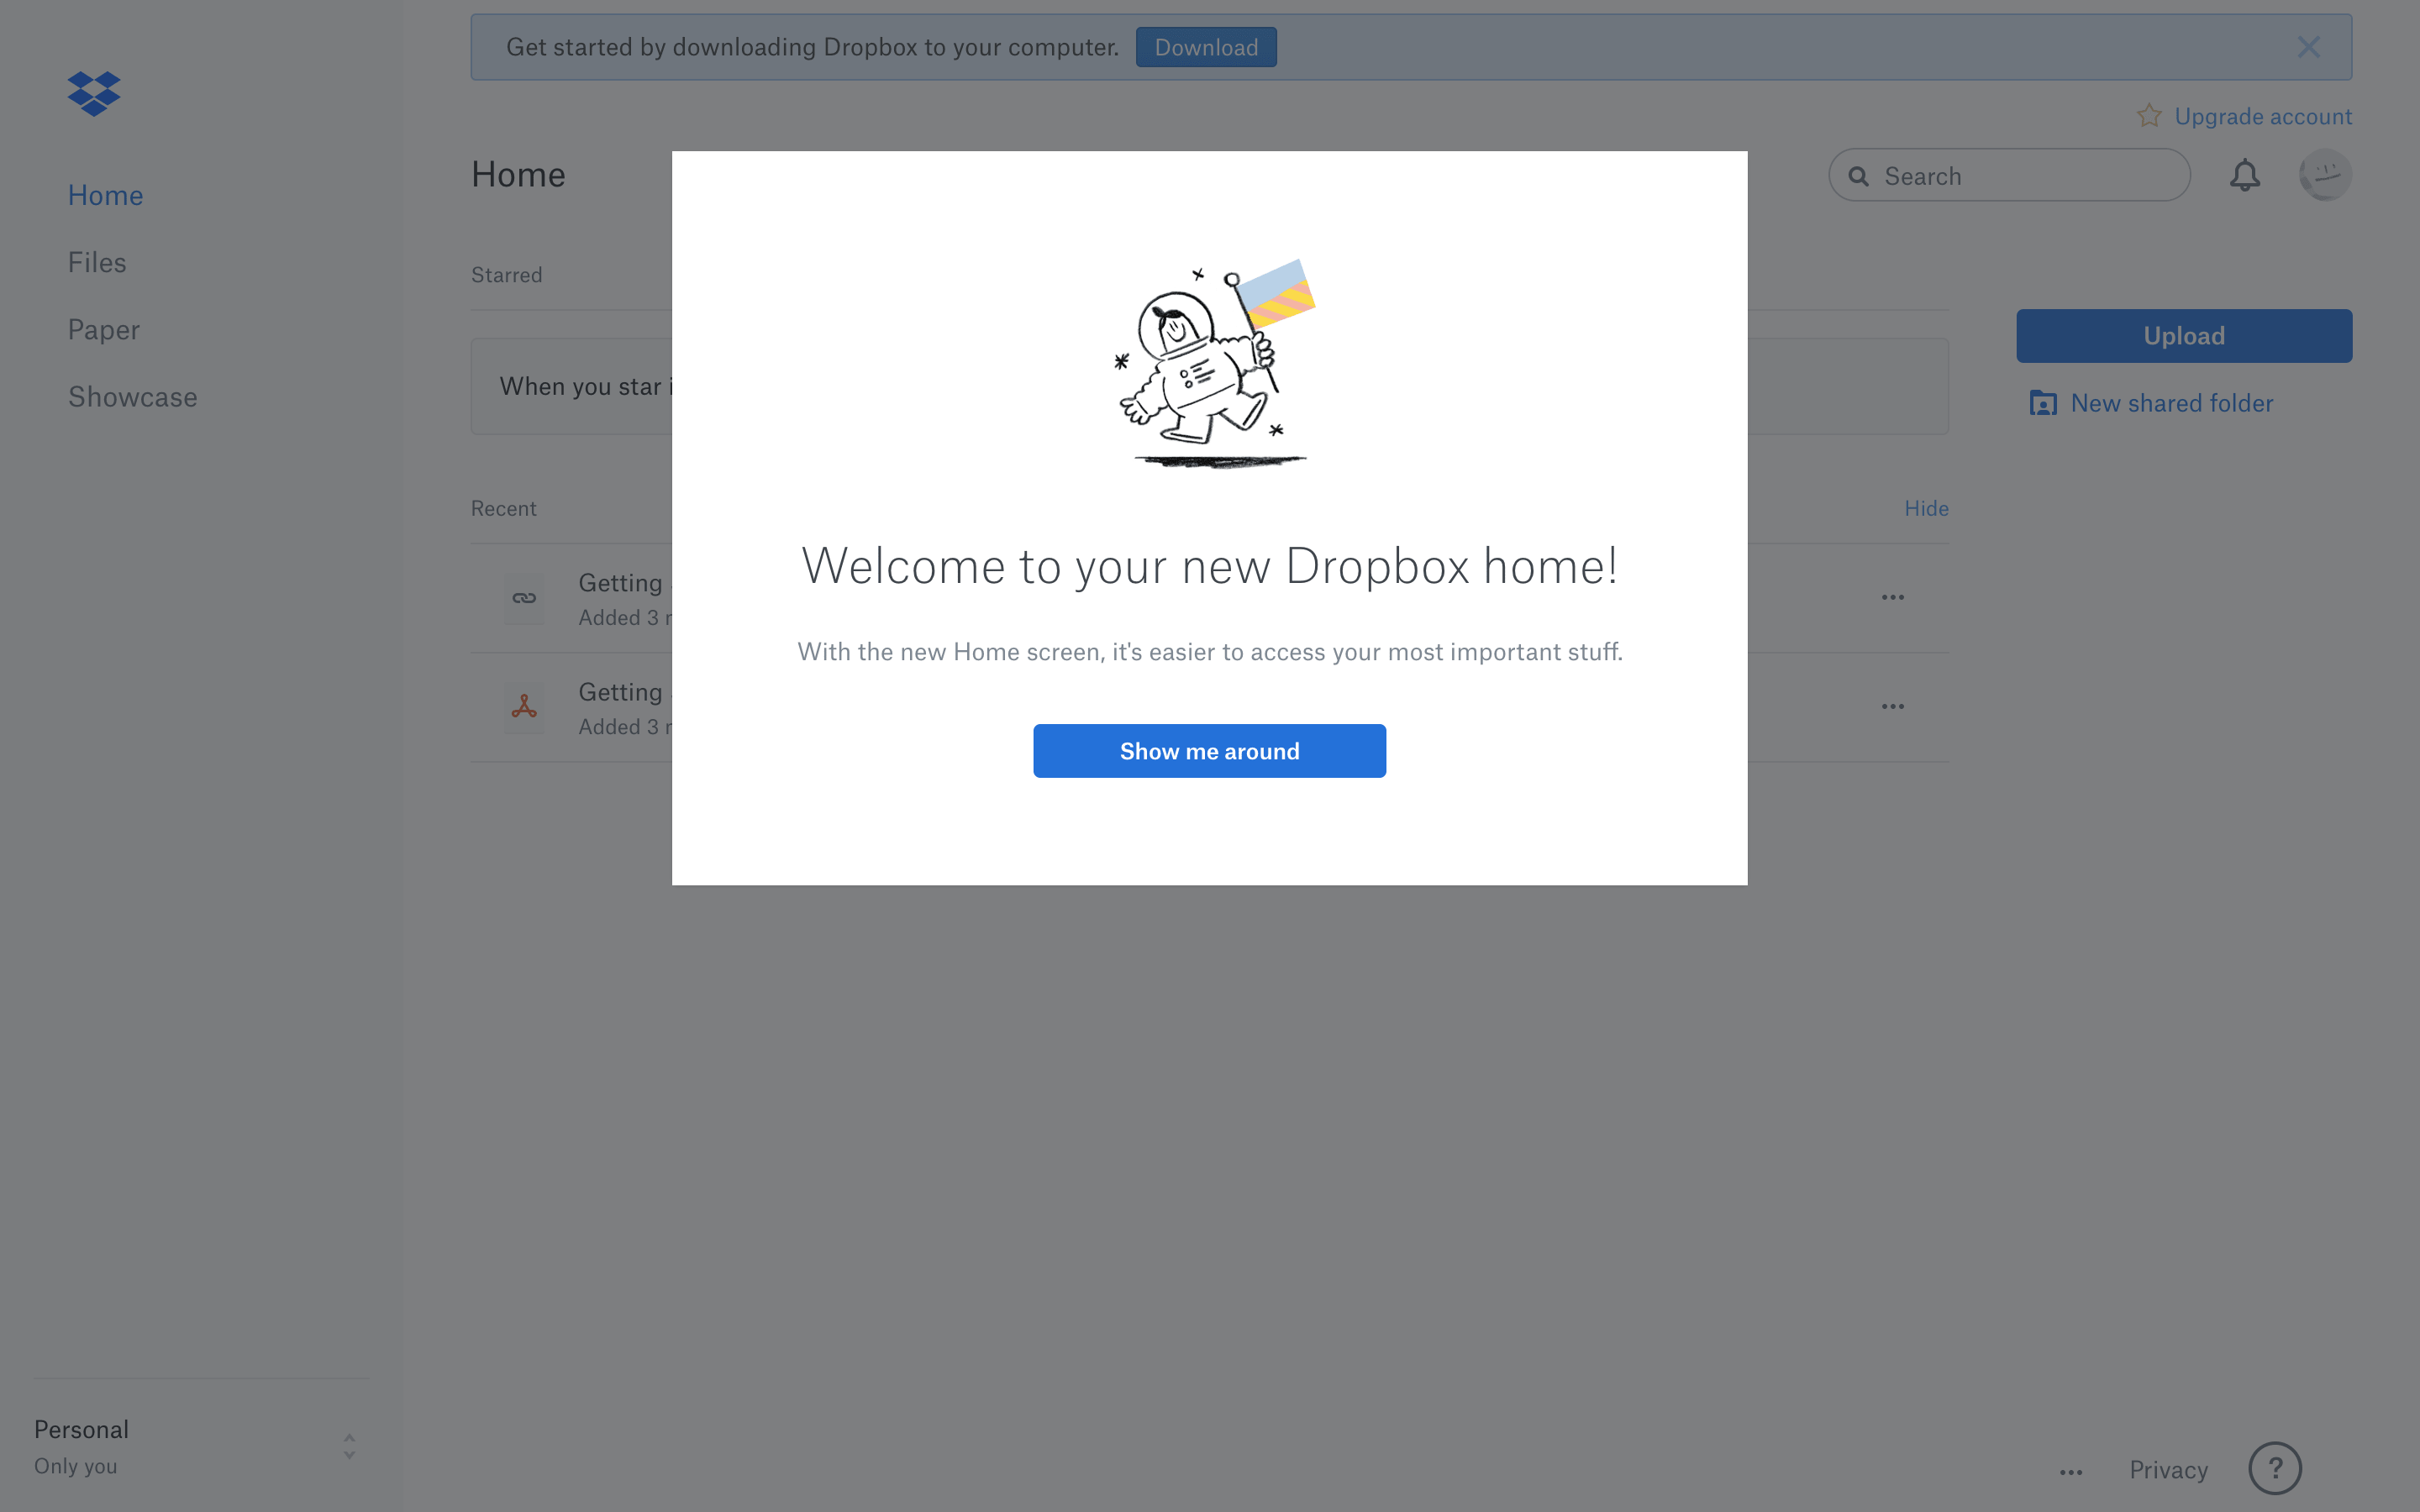 Get started by downloading Dropbox to your computer. Download
Upgrade account
Home
Search
Home
Files
Paper
Showcase
Starred
When you star
Upload
New shared folder
Recent
Hide
Getting
Added 3
Getting
Added 3
Welcome to your new Dropbox home!
With the new Home screen, it's easier to access your most important stuff.
Show me around
Personal
Only you
Privacy
?